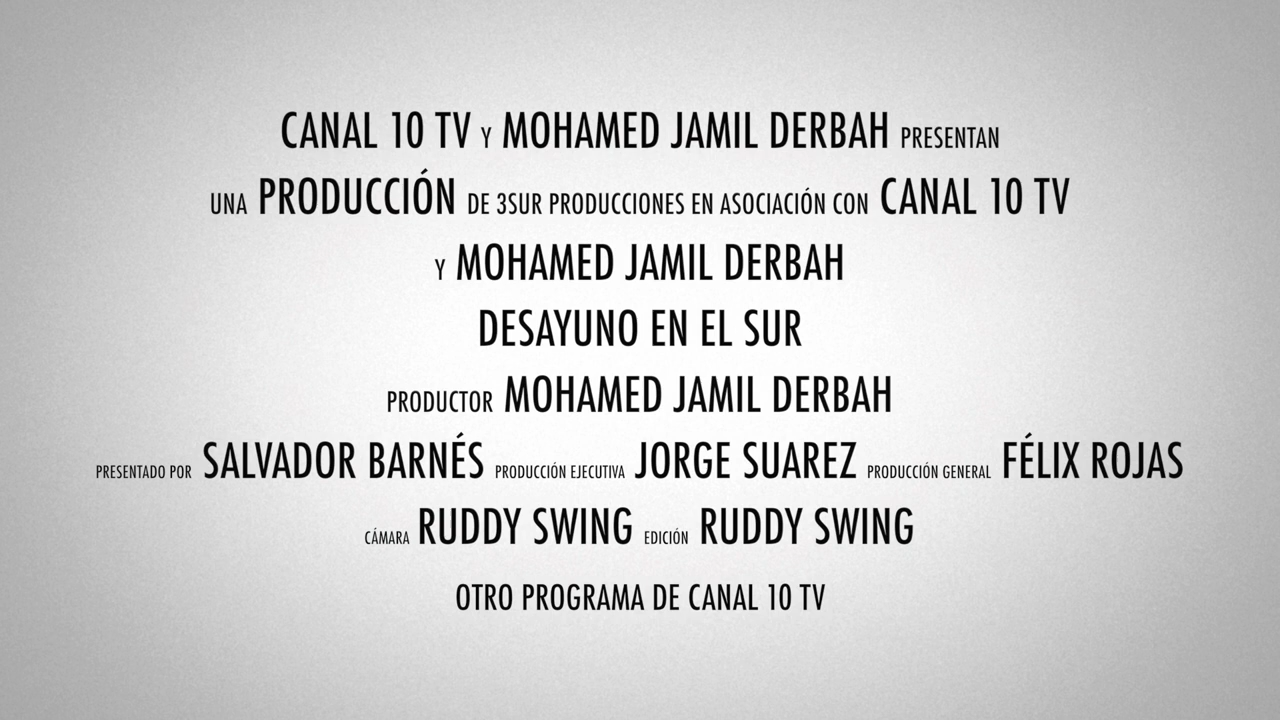 CANAL 10 TV Y MOHAMED JAMIL DERBAH PRESENTAN
UNA PRODUCCIÓN DE 3SUR PRODUCCIONES EN ASOCIACIÓN CON CANAL 10 TV
Y MOHAMED JAMIL DERBAH
DESAYUNO EN EL SUR
PRODUCTOR MOHAMED JAMIL DERBAH
PRESENTADO POR SALVADOR BARNÉS PRODUCCIÓN EJECUTIVA JORGE SUAREZ PRODUCCIÓN GENERAL FÉLIX ROJAS
CÁMARA RUDDY SWING EDICIÓN RUDDY SWING
OTRO PROGRAMA DE CANAL 10 TV